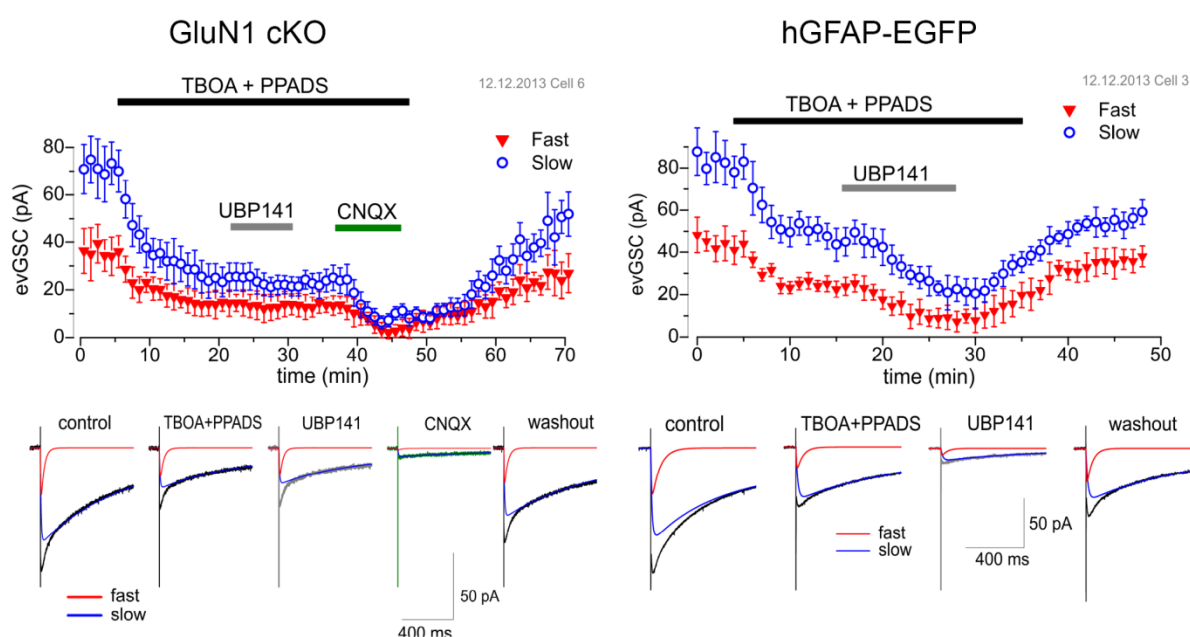 GluN1 cKO
TBOA + PPADS
12.12.2013 Cell 6
Fast
Slow
80
60
40
20
0
evGSC (pA)
UBP141
CNQX
0 10 20 30 40 50 60 70
time (min)
control
TBOA+PPADS
UBP141
CNQX
washout
fast
slow
50 pA
400 ms
hGFAP-EGFP
12.12.2013 Cell 3
TBOA + PPADS
Fast
Slow
80
60
40
20
0
evGSC (pA)
UBP141
0 10 20 30 40 50
time (min)
control
TBOA+PPADS
UBP141
washout
fast
slow
50 pA
400 ms